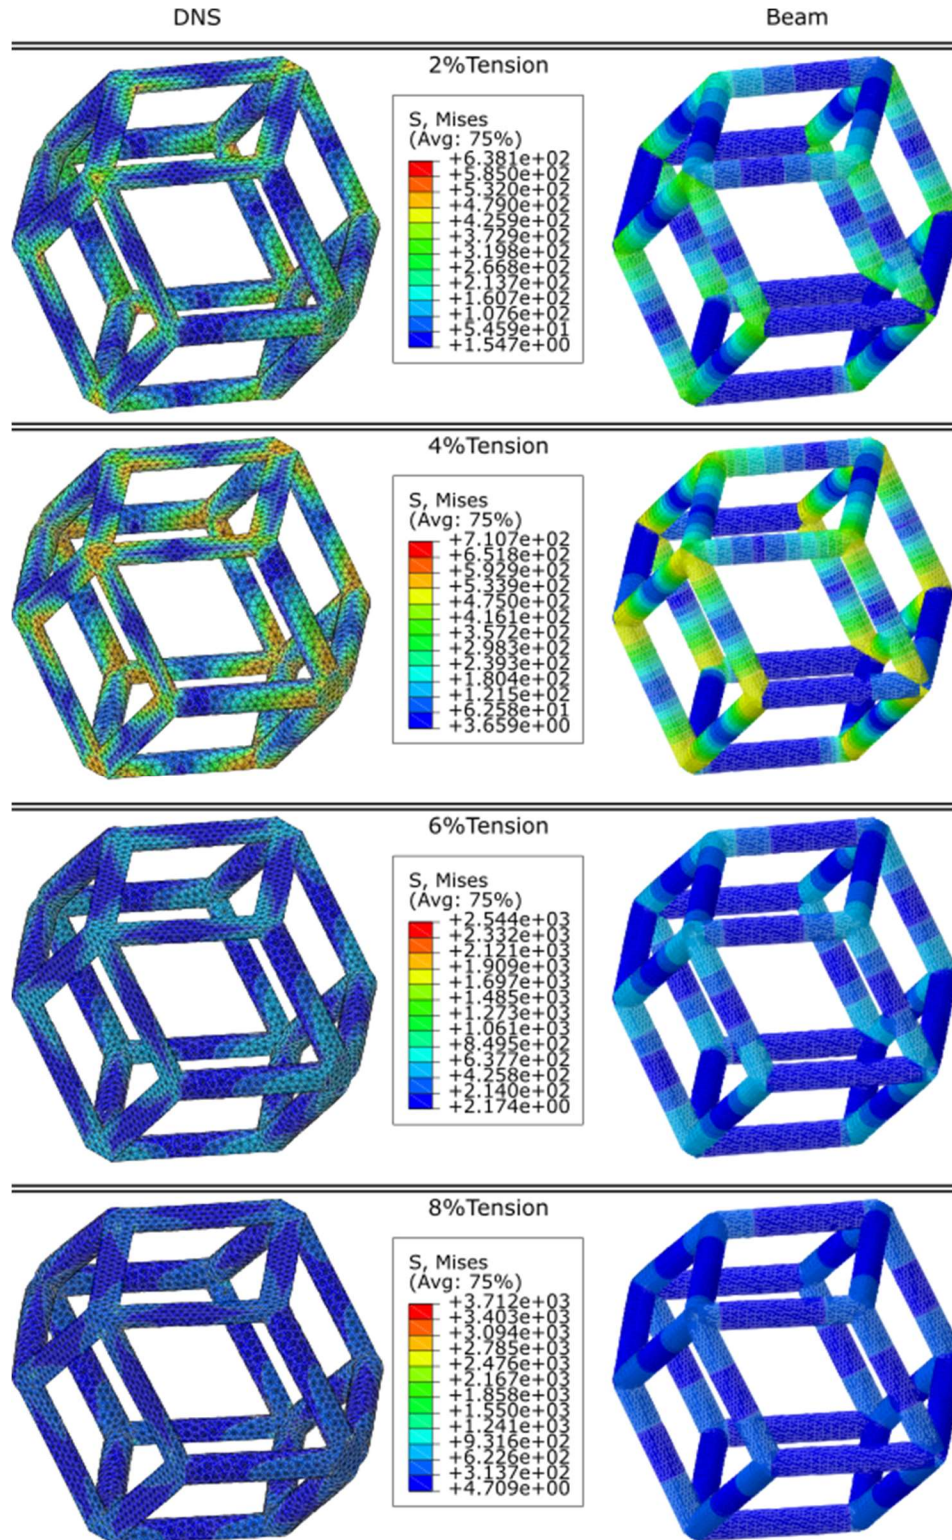 DNS
Beam
2%Tension
S, Mises
(Avg: 75%)
+6.381e+02
+5.850e+02
+5.320e+02
+4.790e+02
+4.259e+02
+3.729e+02
+3.198e+02
+2.668e+02
+2.137e+02
+1.607e+02
+1.076e+02
+5.459e+01
+1.547e+00
4%Tension
S, Mises
(Avg: 75%)
+7.107e+02
+6.518e+02
+5.929e+02
+5.339e+02
+4.750e+02
+4.161e+02
+3.572e+02
+2.983e+02
+2.393e+02
+1.804e+02
+1.215e+02
+6.258e+01
+3.659e+00
6%Tension
S, Mises
(Avg: 75%)
+2.544e+03
+2.332e+03
+2.121e+03
+1.909e+03
+1.697e+03
+1.485e+03
+1.273e+03
+1.061e+03
+8.495e+02
+6.377e+02
+4.258e+02
+2.140e+02
+2.174e+00
8%Tension
S, Mises
(Avg: 75%)
+3.712e+03
+3.403e+03
+3.094e+03
+2.785e+03
+2.476e+03
+2.167e+03
+1.858e+03
+1.550e+03
+1.241e+03
+9.316e+02
+6.226e+02
+3.137e+02
+4.709e+00